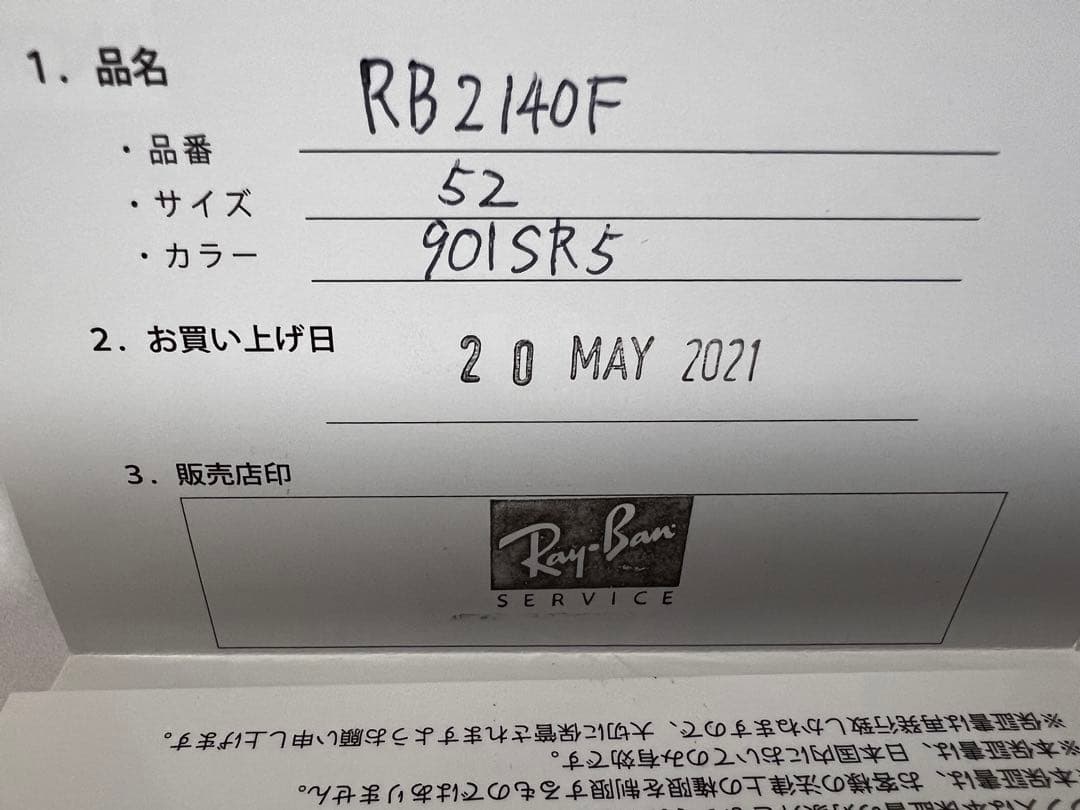 1. 品名
RB2140F
・品番
52
・サイズ
901SR5
・カラー
2. お買い上げ日
20 MAY 2021
3. 販売店印
Ray-Ban
SERVICE
※保証書は再発行致しかねますので、大切に保管されますようお願い申し上げます。
※本保証書は、日本国内においてのみ有効です。
本保証書は、お客様の法律上の権限を制限するものではありません。